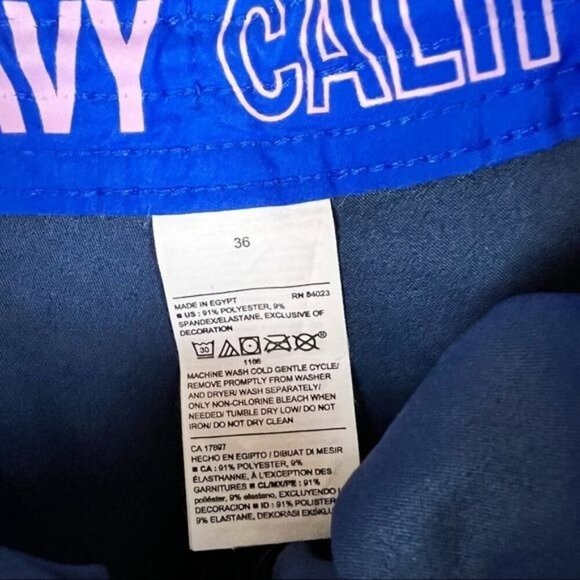 AVY CALIF
36
MADE IN EGYPT RN 54023
■ US : 91% POLYESTER, 9%
SPANDEX/ELASTANE, EXCLUSIVE OF
DECORATION
30
1186
MACHINE WASH COLD GENTLE CYCLE/
REMOVE PROMPTLY FROM WASHER
AND DRYER/ WASH SEPARATELY/
ONLY NON-CHLORINE BLEACH WHEN
NEEDED/ TUMBLE DRY LOW/ DO NOT
IRON/ DO NOT DRY CLEAN
CA 17897
HECHO EN EGIPTO / DIBUAT DI MESIR
■ CA : 91% POLYESTER, 9%
ÉLASTHANNE, À L'EXCEPTION DES
GARNITURES ■ CL/MX/PE : 91%
poliéster, 9% elastano, EXCLUYENDO L
DECORACION ■ ID : 91% POLIEST
9% ELASTANE, DEKORASI EKSKLU